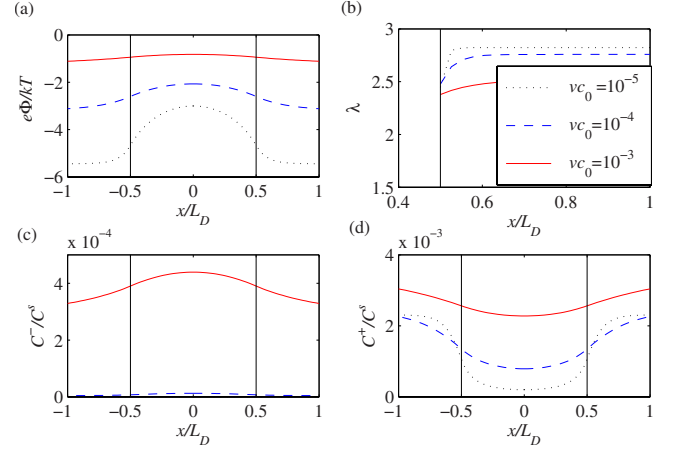 (a)
0
−2
−4
−6
eΦ/kT
−1 −0.5 0 0.5 1
x/L_D
(b)
3
2.5
2
1.5
λ
0.4 0.6 0.8 1
x/L_D
vc_0=10^{-5}
vc_0=10^{-4}
vc_0=10^{-3}
(c)
x 10^{-4}
4
2
0
C^-/C^s
−1 −0.5 0 0.5 1
x/L_D
(d)
x 10^{-3}
4
2
0
C^+/C^s
−1 −0.5 0 0.5 1
x/L_D